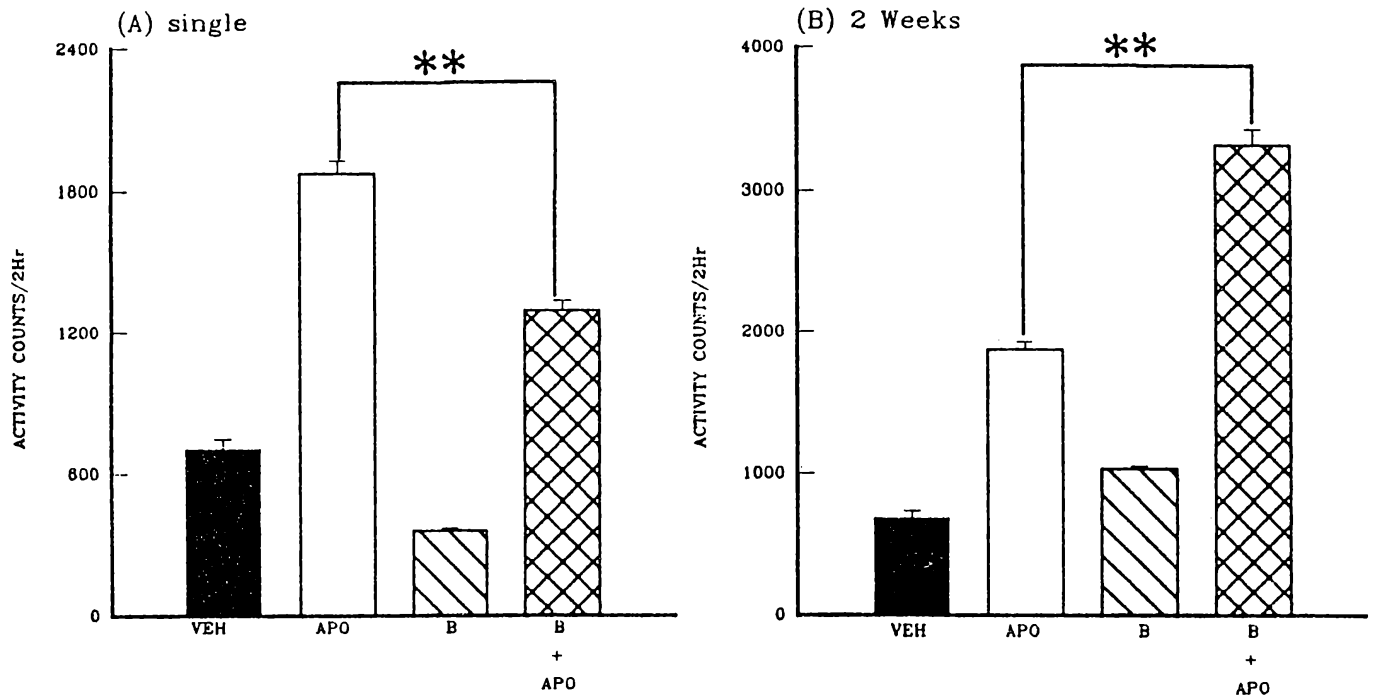 (A) single
**
2400
1800
1200
600
0
ACTIVITY COUNTS/2Hr
VEH APO B B
+
APO
(B) 2 Weeks
**
4000
3000
2000
1000
0
ACTIVITY COUNTS/2Hr
VEH APO B B
+
APO